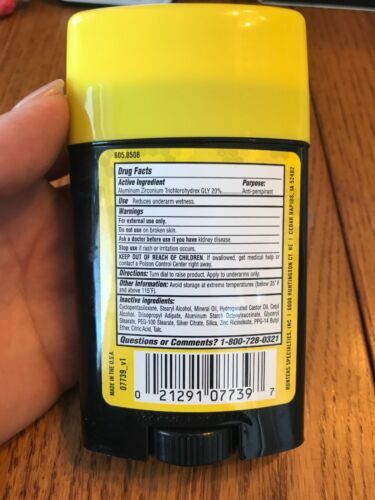 605.0508
Drug Facts
Active Ingredient Purpose:
Aluminum Zirconium Trichlorohydrex GLY 20% Anti-perspirant
Use Reduces underarm wetness.
Warnings
For external use only.
Do not use on broken skin.
Ask a doctor before use if you have kidney disease.
Stop use if rash or irritation occurs.
KEEP OUT OF REACH OF CHILDREN. If swallowed, get medical help or
contact a Poison Control Center right away.
Directions: Turn dial to raise product. Apply to underarms only.
Other Information: Avoid storage at extreme temperatures (below 35° F
and above 115°F).
Inactive Ingredients:
Cyclopentasiloxane, Stearyl Alcohol, Mineral Oil, Hydrogenated Castor Oil, Cetyl
Alcohol, Diisopropyl Adipate, Aluminum Starch Octenylsuccinate, Glyceryl
Stearate, PEG-100 Stearate, Silver Citrate, Silica, Zinc Ricinoleate, PPG-14 Butyl
Ether, Citric Acid, Talc.
Questions or Comments? 1-800-728-0321
MADE IN THE U.S.A.
07739_v1
0 21291 07739 7
HUNTERS SPECIALTIES, INC | 6000 HUNTINGTON CT. NE | CEDAR RAPIDS, IA 52402